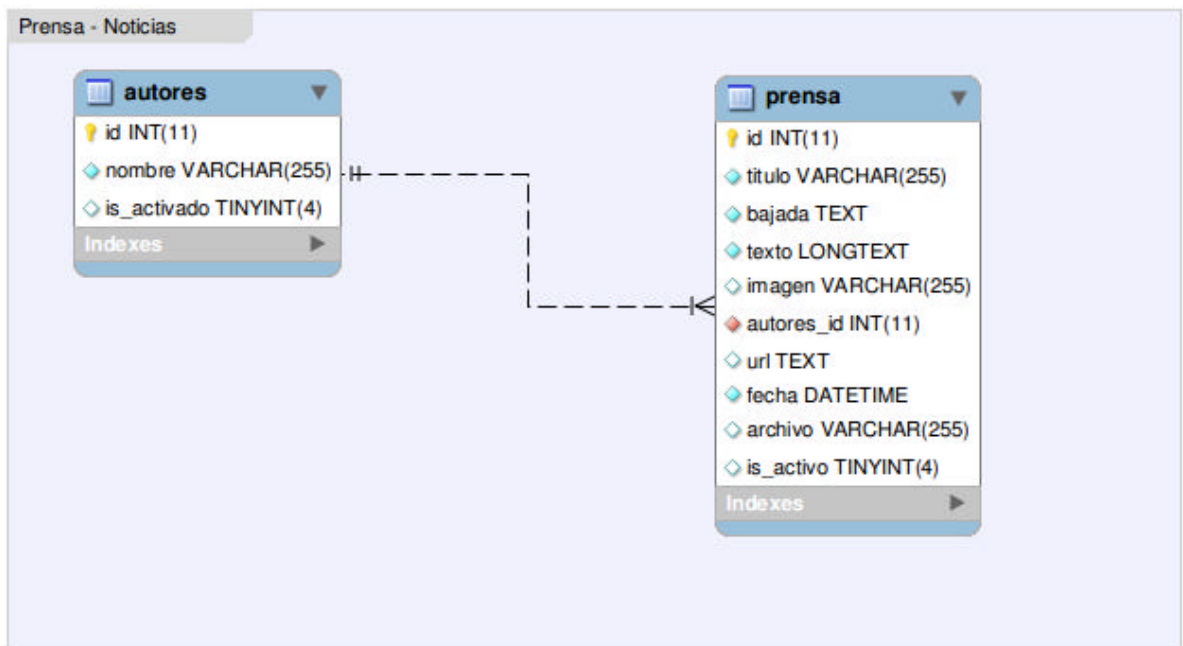 Prensa - Noticias
autores
id INT(11)
nombre VARCHAR(255)
is_activado TINYINT(4)
Indexes
prensa
id INT(11)
titulo VARCHAR(255)
bajada TEXT
texto LONGTEXT
imagen VARCHAR(255)
autores_id INT(11)
url TEXT
fecha DATETIME
archivo VARCHAR(255)
is_activo TINYINT(4)
Indexes